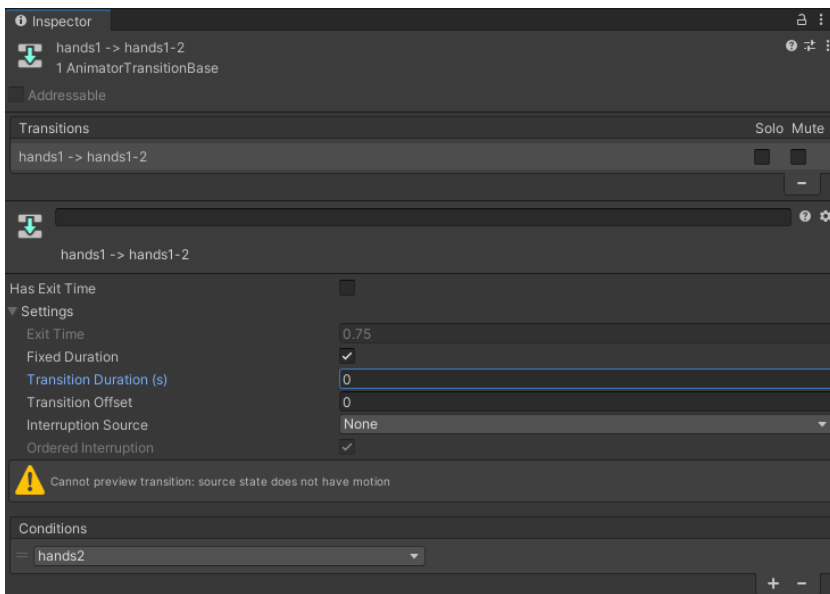 Inspector
hands1 -> hands1-2
1 AnimatorTransitionBase
Addressable
Transitions Solo Mute
hands1 -> hands1-2
hands1 -> hands1-2
Has Exit Time
Settings
Exit Time 0.75
Fixed Duration
Transition Duration (s) 0
Transition Offset 0
Interruption Source None
Ordered Interruption
Cannot preview transition: source state does not have motion
Conditions
hands2